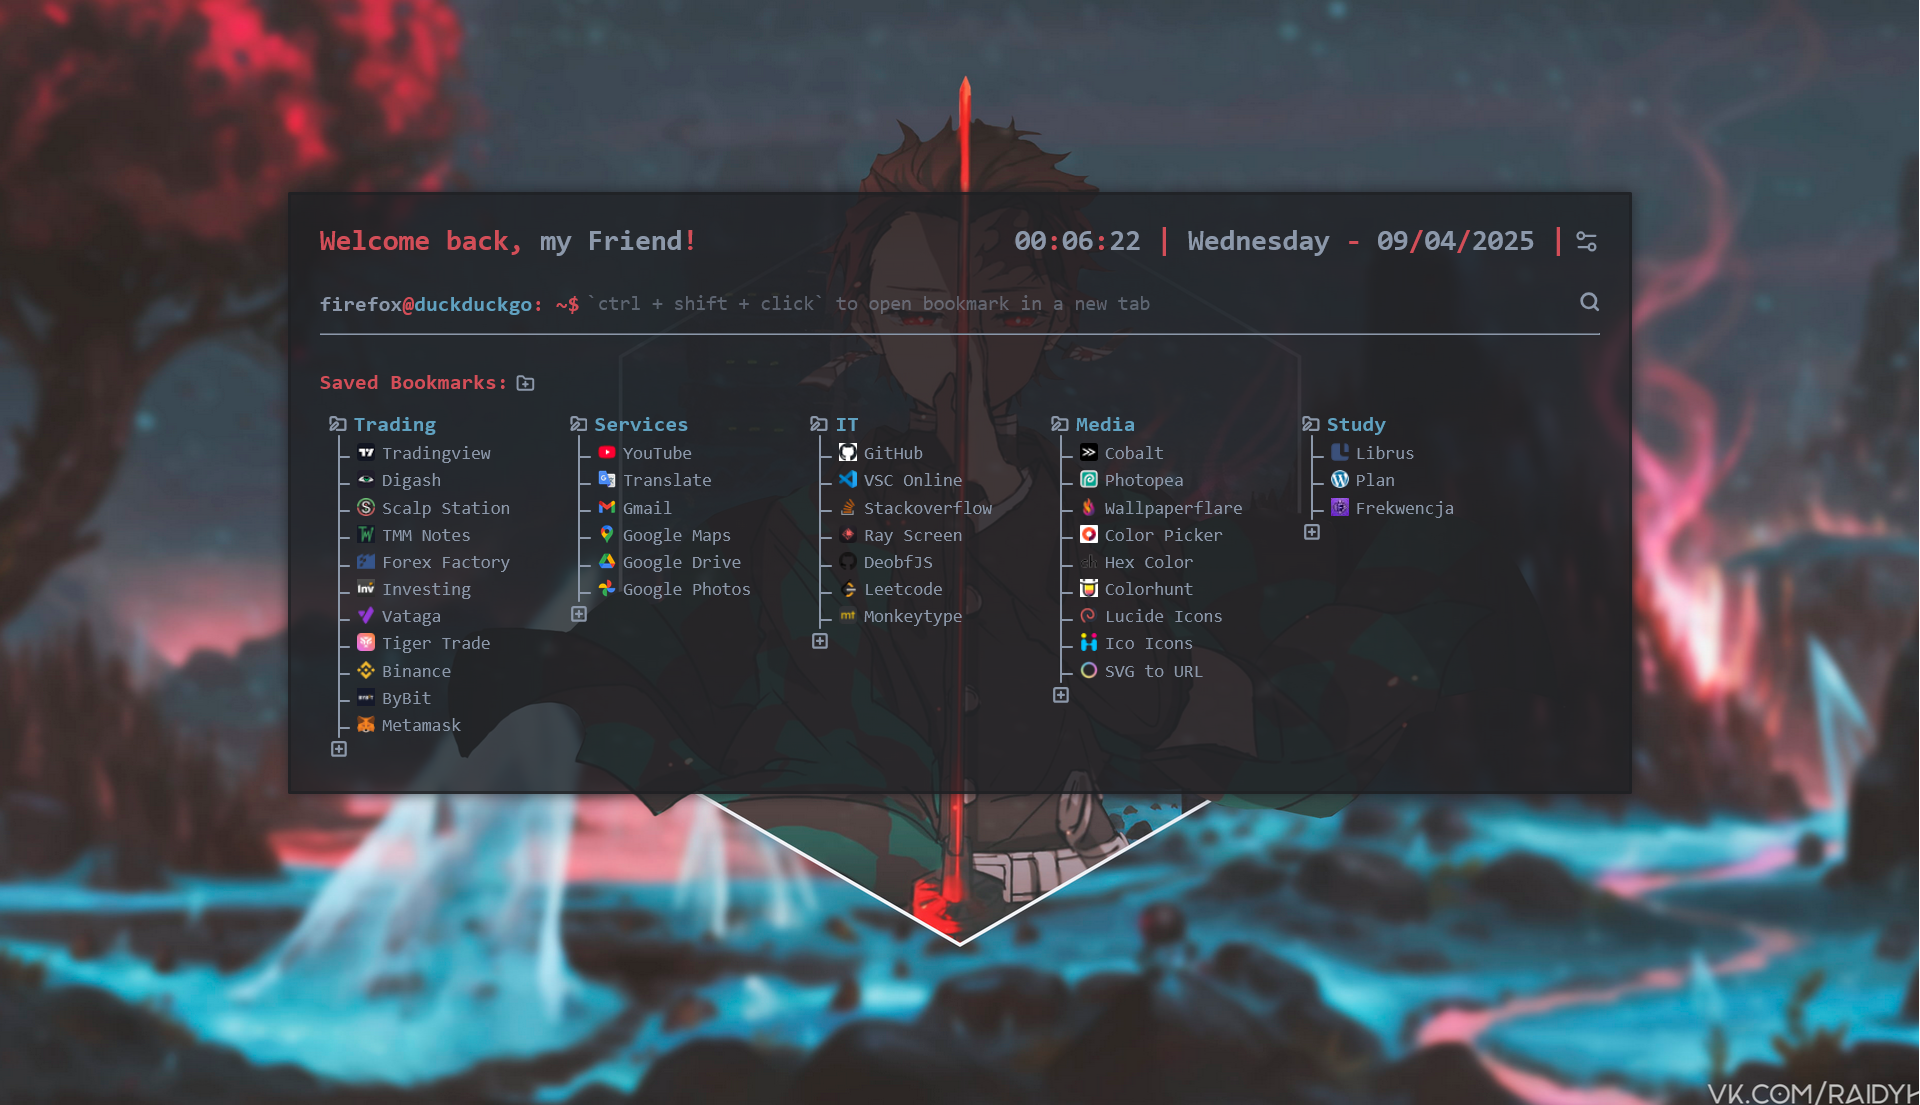 Welcome back, my Friend!
00:06:22 | Wednesday - 09/04/2025 |
firefox@duckduckgo: ~$ `ctrl + shift + click` to open bookmark in a new tab
Saved Bookmarks:
Trading
Tradingview
Digash
Scalp Station
TMM Notes
Forex Factory
Inv Investing
Vataga
Tiger Trade
Binance
ByBit
Metamask
Services
YouTube
Translate
Gmail
Google Maps
Google Drive
Google Photos
IT
GitHub
VSC Online
Stackoverflow
Ray Screen
DeobfJS
Leetcode
mt Monkeytype
Media
Cobalt
Photopea
Wallpaperflare
Color Picker
Hex Color
Colorhunt
Lucide Icons
Ico Icons
SVG to URL
Study
Librus
Plan
Frekwencja
VK.COM/RAIDYH